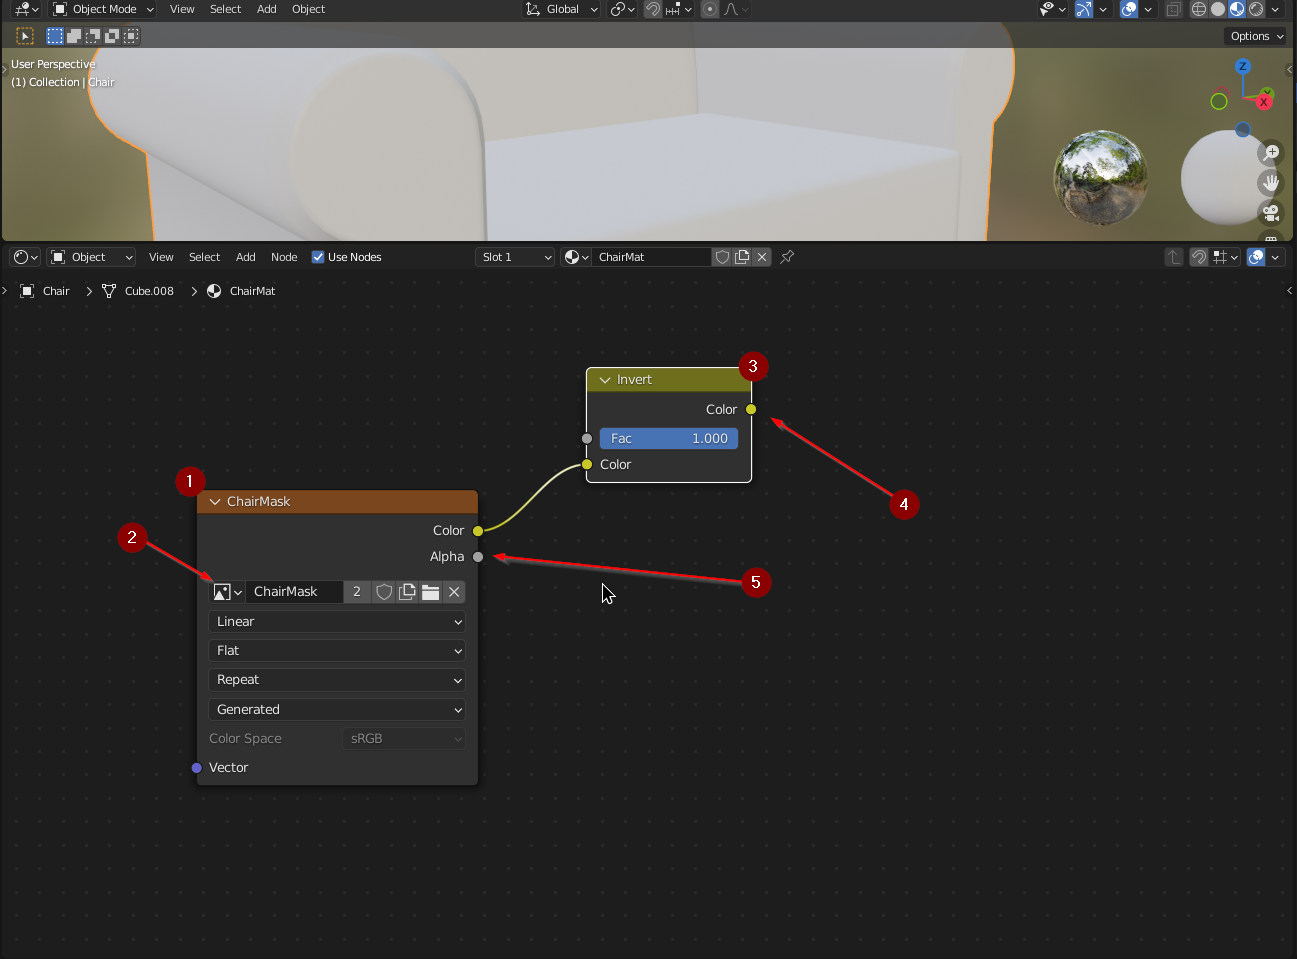 Object Mode View Select Add Object Global
Options
User Perspective
(1) Collection | Chair
Z
Y
X
Object View Select Add Node Use Nodes Slot 1 ChairMat
Chair > Cube.008 > ChairMat
3
Invert
Color
Fac 1.000
Color
4
1
ChairMask
2
Color
Alpha
5
ChairMask 2
Linear
Flat
Repeat
Generated
Color Space sRGB
Vector